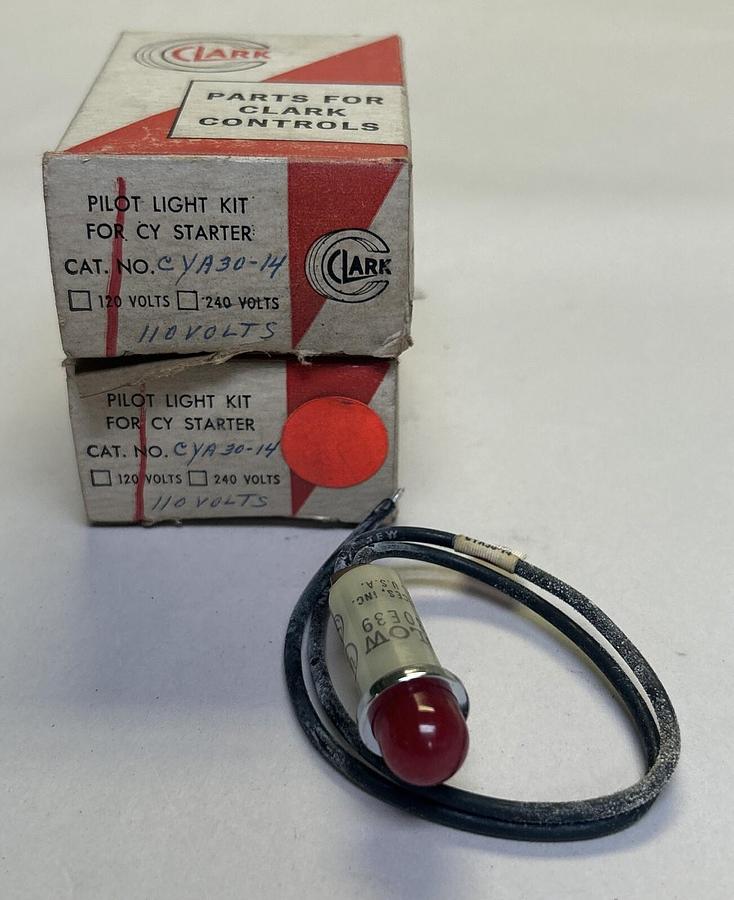 CLARK
PARTS FOR
CLARK
CONTROLS
PILOT LIGHT KIT
FOR CY STARTER
CAT. NO. CYA30-14
120 VOLTS 240 VOLTS
110 VOLTS
CLARK
PILOT LIGHT KIT
FOR CY STARTER
CAT. NO. CYA30-14
120 VOLTS 240 VOLTS
110 VOLTS
U.S.A.
INC.